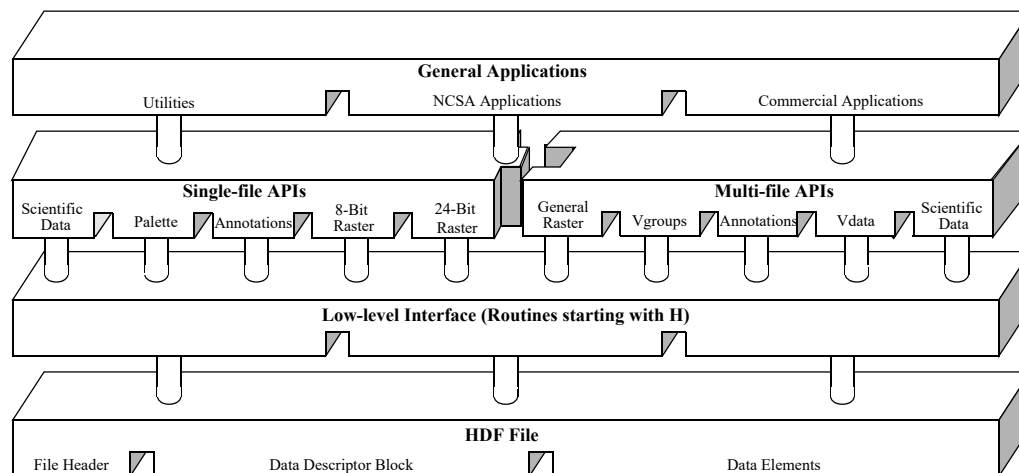 General Applications
Utilities
NCSA Applications
Commercial Applications
Single-file APIs
Scientific
Data
Palette
Annotations
8-Bit
Raster
24-Bit
Raster
Multi-file APIs
General
Raster
Vgroups
Annotations
Vdata
Scientific
Data
Low-level Interface (Routines starting with H)
HDF File
File Header
Data Descriptor Block
Data Elements